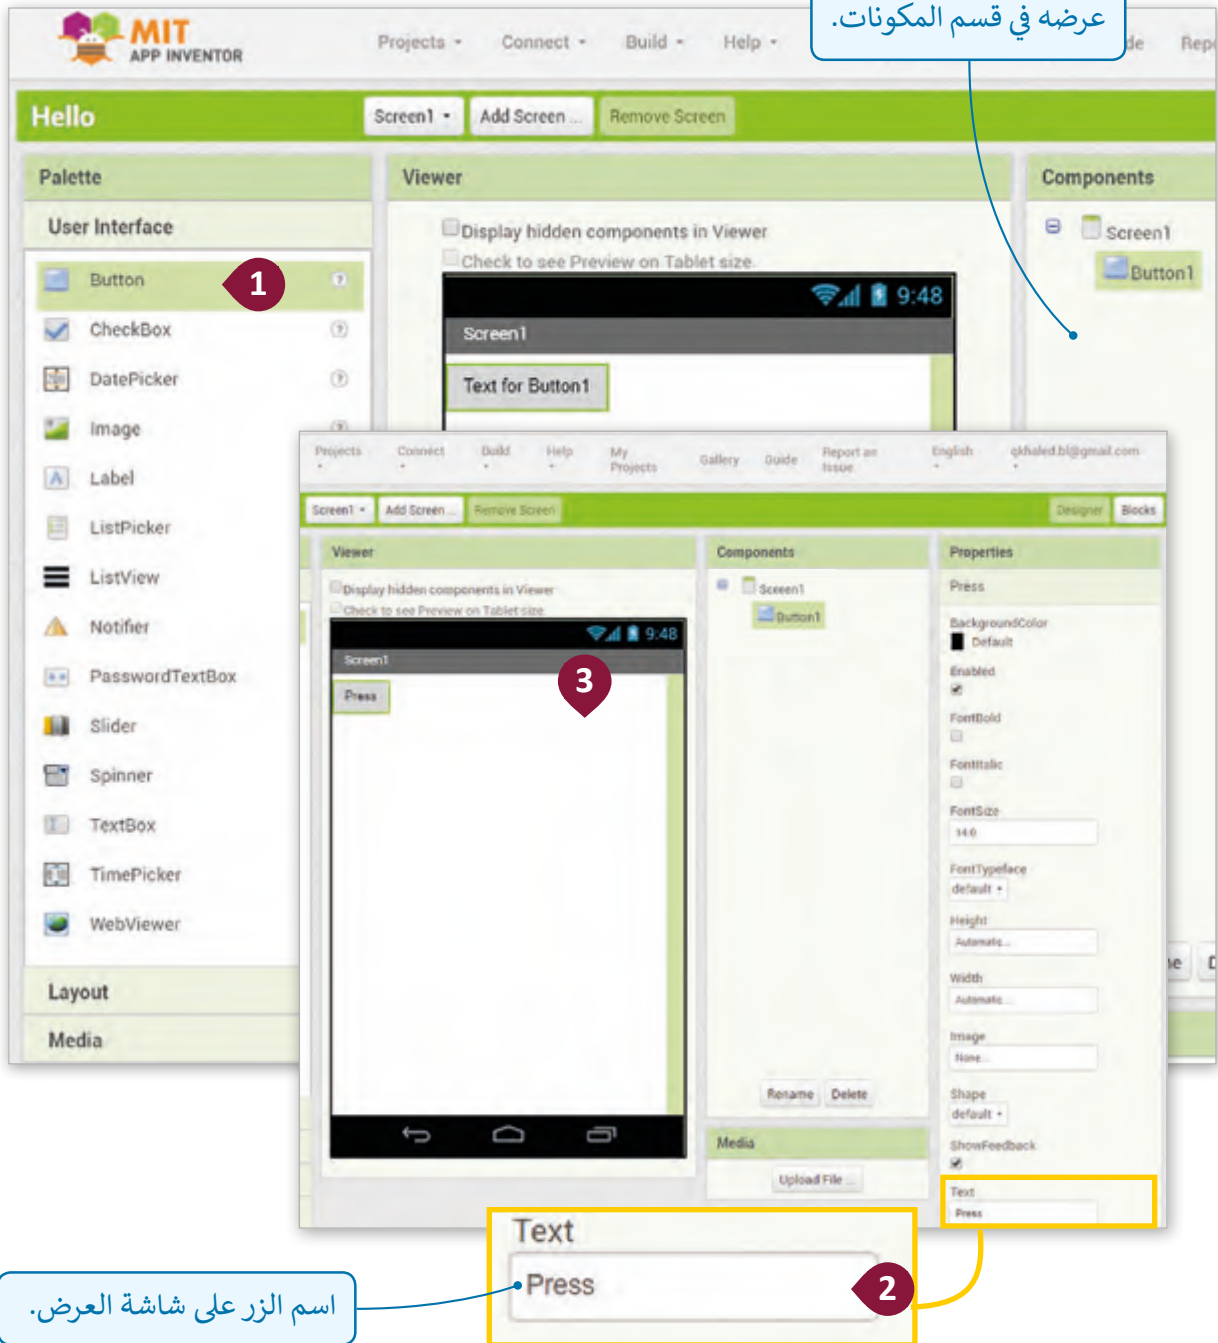 عرضه في قسم المكونات.
MIT
APP INVENTOR
Projects
Connect
Build
Help
de
Rep
Hello
Screen1
Add Screen ...
Remove Screen
Palette
Viewer
Components
User Interface
Display hidden components in Viewer
Check to see Preview on Tablet size.
Screen1
Button1
Button
1
CheckBox
DatePicker
Image
Label
ListPicker
ListView
Notifier
PasswordTextBox
Slider
Spinner
TextBox
TimePicker
WebViewer
Layout
Media
9:48
Screen1
Text for Button1
Projects
Connect
Build
Help
My Projects
Gallery
Guide
Report an Issue
English
qkhaled.bl@gmail.com
Screen1
Add Screen ...
Remove Screen
Designer
Blocks
Viewer
Components
Properties
Display hidden components in Viewer
Check to see Preview on Tablet size.
Screen1
Button1
Press
9:48
Screen1
3
Press
BackgroundColor
Default
Enabled
FontBold
FontItalic
FontSize
14.0
FontTypeface
default
Height
Automatic...
Width
Automatic...
Image
None...
Shape
default
ShowFeedback
Text
Press
Rename
Delete
Media
Upload File ...
Text
Press
2
اسم الزر على شاشة العرض.